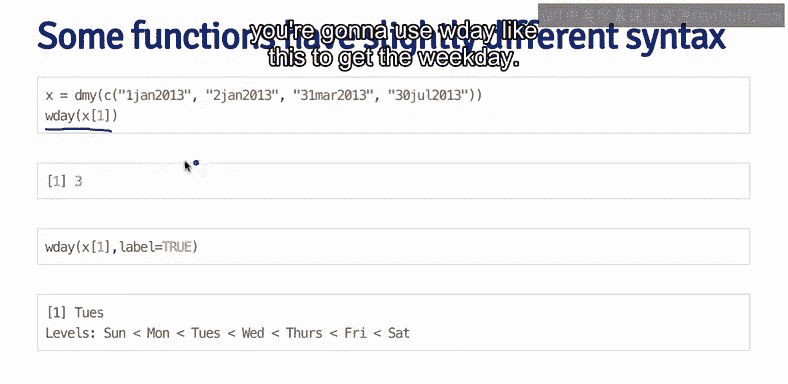 Some functions have slightly different syntax
you're gonna use wday like
this to get the weekday.
x = dmy(c("1jan2013", "2jan2013", "31mar2013", "30jul2013"))
wday(x[1])
[1] 3
wday(x[1],label=TRUE)
[1] Tues
Levels: Sun < Mon < Tues < Wed < Thurs < Fri < Sat